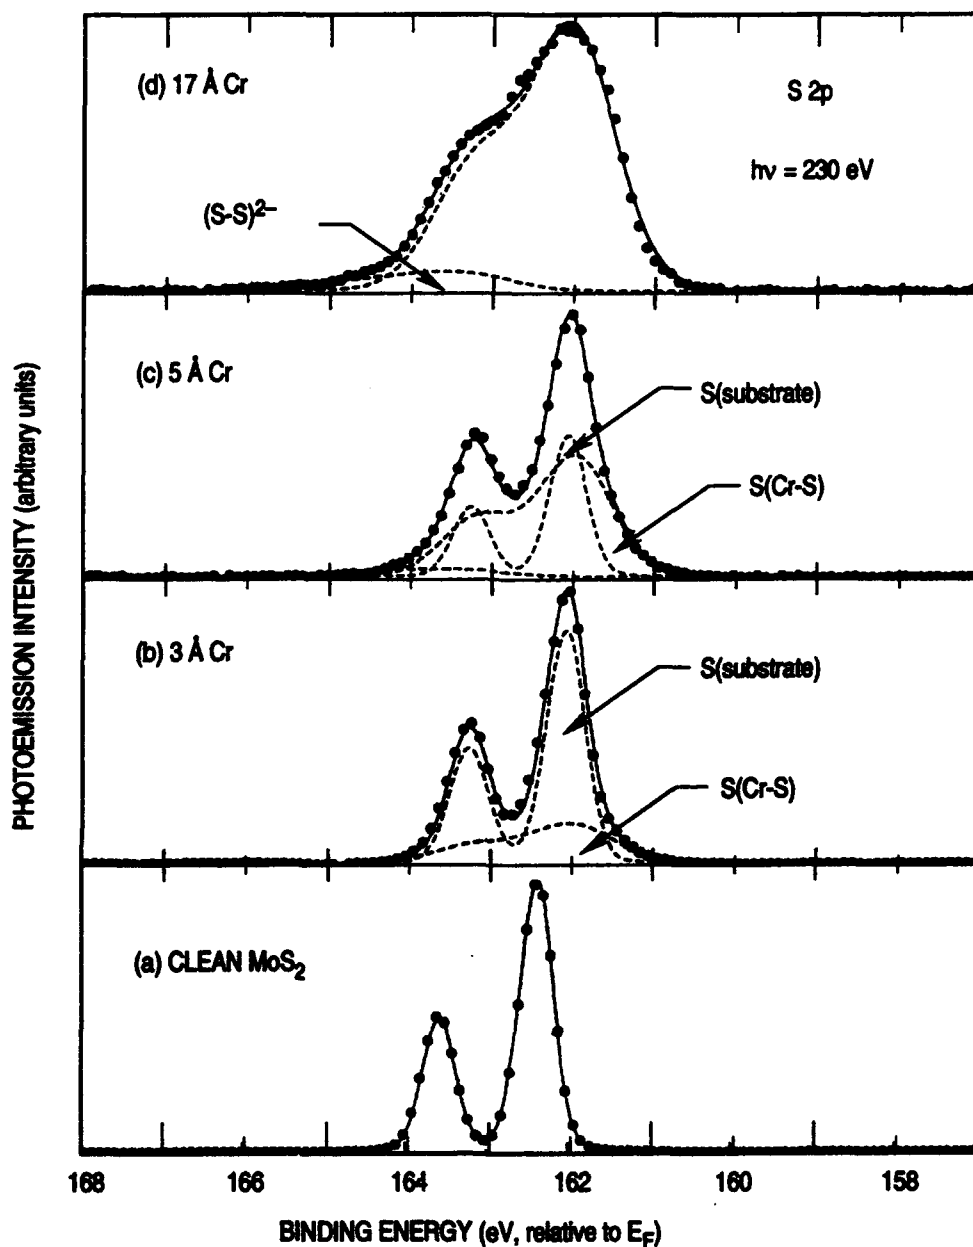 (d) 17 Å Cr
S 2p
hν = 230 eV
(S-S)²⁻
(c) 5 Å Cr
S(substrate)
S(Cr-S)
(b) 3 Å Cr
S(substrate)
S(Cr-S)
(a) CLEAN MoS₂
PHOTOEMISSION INTENSITY (arbitrary units)
168 166 164 162 160 158
BINDING ENERGY (eV, relative to E_F)